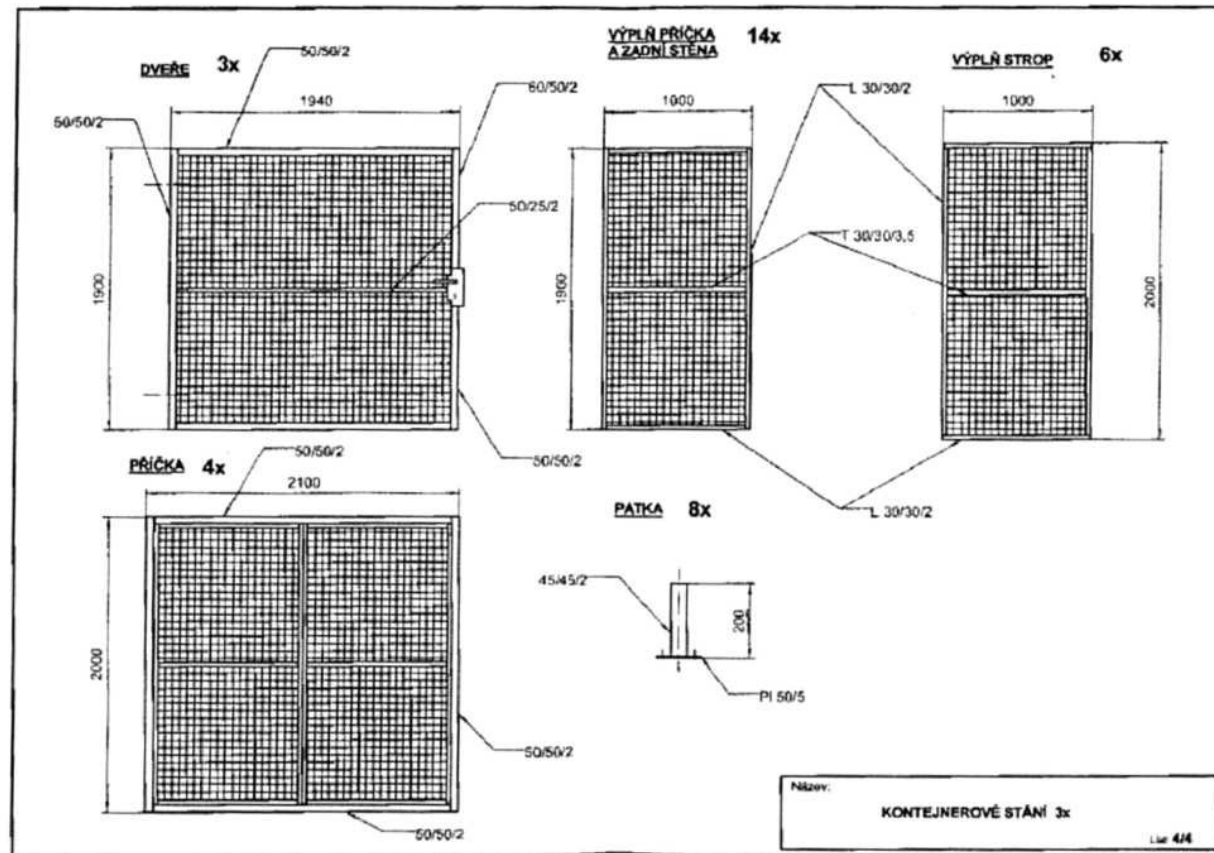 DVEŘE 3x
50/50/2
1940
60/50/2
50/50/2
50/25/2
1900
50/50/2
VÝPLŇ PŘÍČKA
A ZADNÍ STĚNA
14x
1000
L 30/30/2
T 30/30/3,5
1900
L 30/30/2
VÝPLŇ STROP 6x
1000
2000
PŘÍČKA 4x
50/50/2
2100
2000
50/50/2
50/50/2
PATKA 8x
45/45/2
200
Pl 50/5
Název:
KONTEJNEROVÉ STÁNÍ 3x
List 4/4